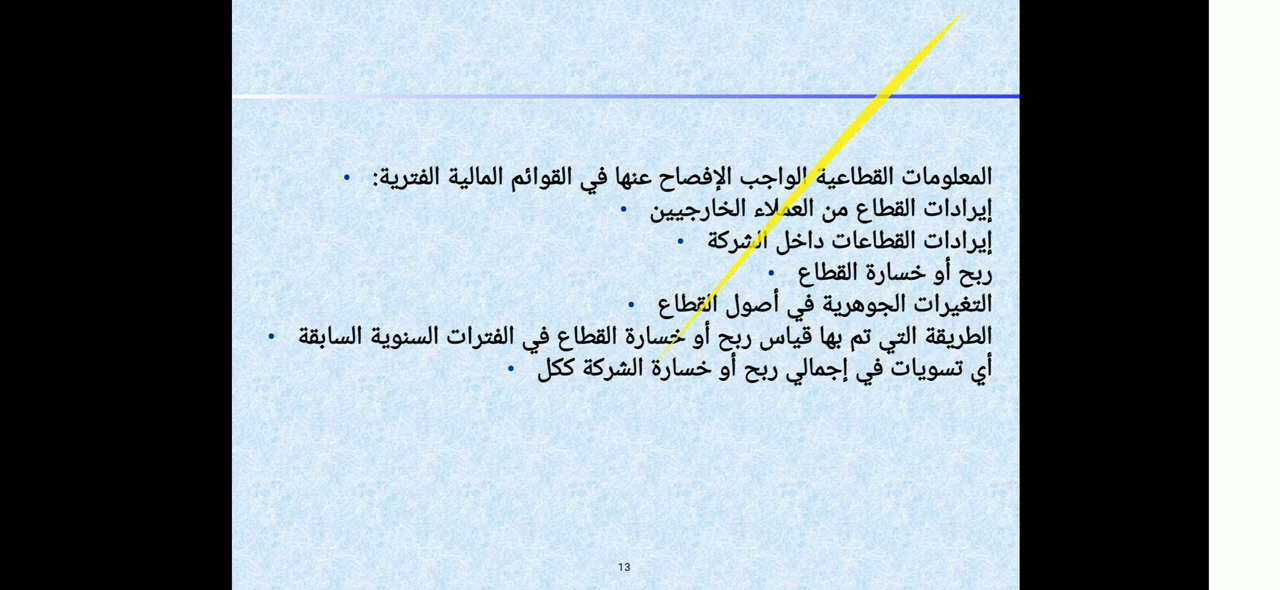 المعلومات القطاعية الواجب الإفصاح عنها في القوائم المالية الفترية: •
إيرادات القطاع من العملاء الخارجيين •
إيرادات القطاعات داخل الشركة •
ربح أو خسارة القطاع •
التغيرات الجوهرية في أصول القطاع •
الطريقة التي تم بها قياس ربح أو خسارة القطاع في الفترات السنوية السابقة •
أي تسويات في إجمالي ربح أو خسارة الشركة ككل •
13